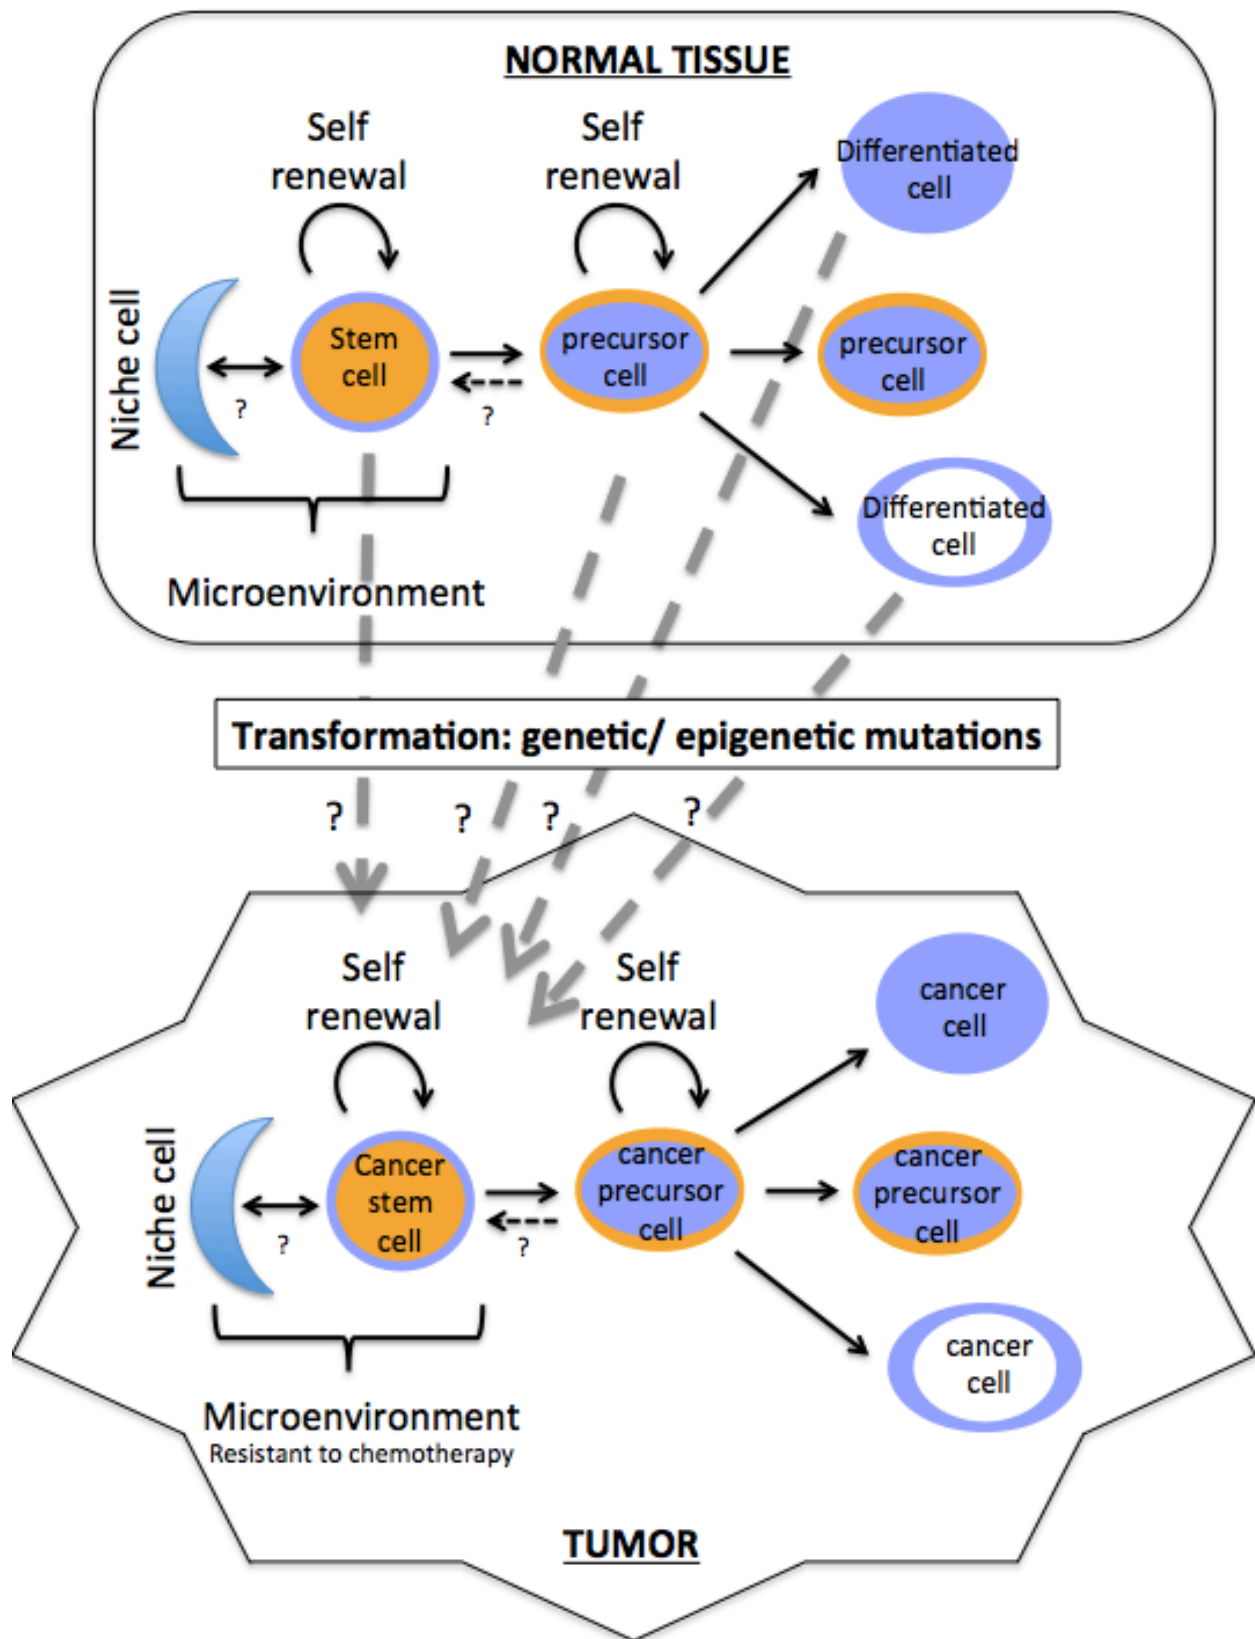 NORMAL TISSUE
Self
renewal
Self
renewal
Differentiated
cell
Niche cell
Stem
cell
precursor
cell
precursor
cell
?
?
Differentiated
cell
Microenvironment
Transformation: genetic/ epigenetic mutations
?
?
?
?
Self
renewal
Self
renewal
cancer
cell
Niche cell
Cancer
stem
cell
cancer
precursor
cell
cancer
precursor
cell
?
?
cancer
cell
Microenvironment
Resistant to chemotherapy
TUMOR